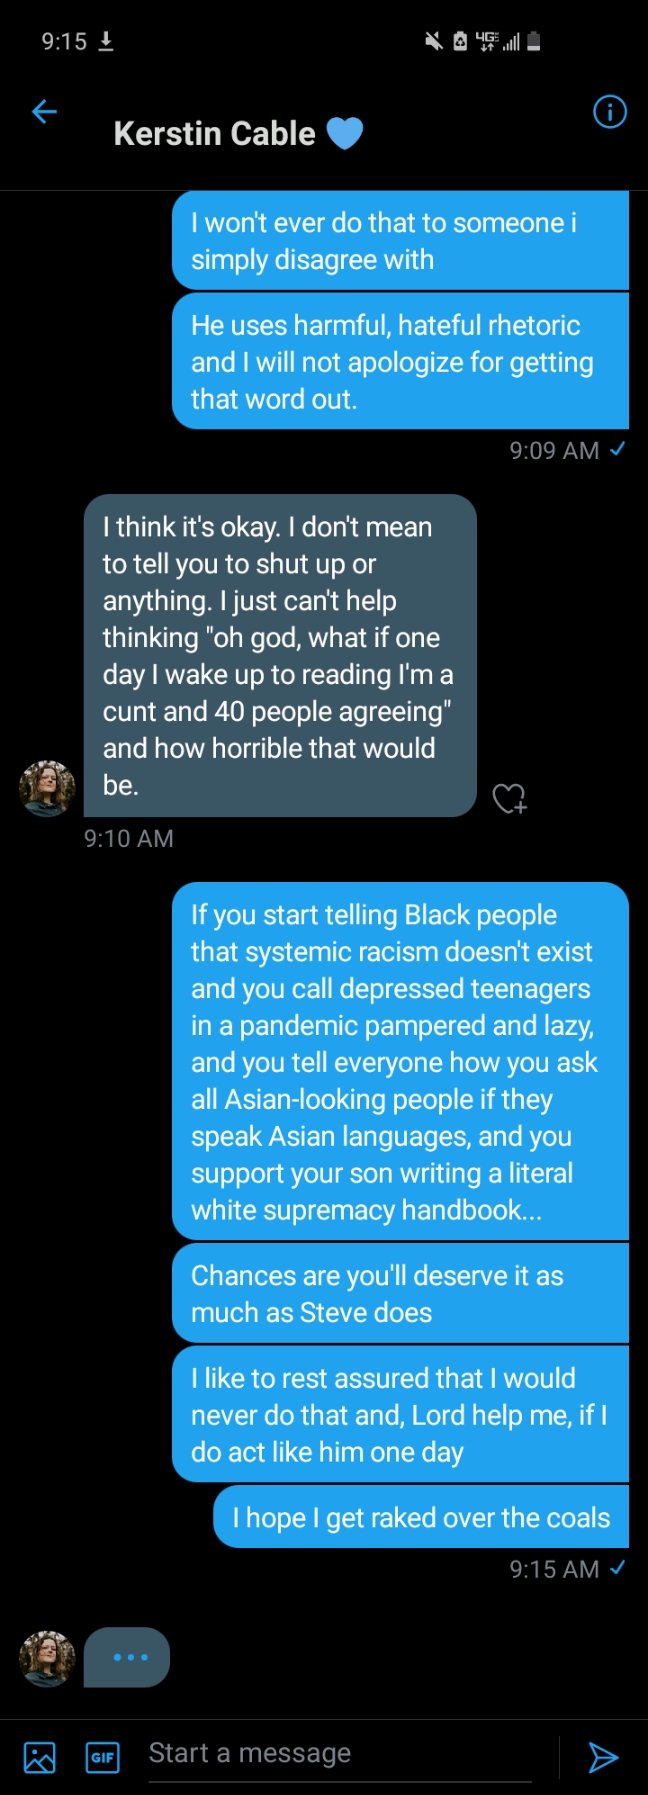 9:15
4GE
Kerstin Cable 💙
I won't ever do that to someone i
simply disagree with
He uses harmful, hateful rhetoric
and I will not apologize for getting
that word out.
9:09 AM ✓
I think it's okay. I don't mean
to tell you to shut up or
anything. I just can't help
thinking "oh god, what if one
day I wake up to reading I'm a
cunt and 40 people agreeing"
and how horrible that would
be.
9:10 AM
If you start telling Black people
that systemic racism doesn't exist
and you call depressed teenagers
in a pandemic pampered and lazy,
and you tell everyone how you ask
all Asian-looking people if they
speak Asian languages, and you
support your son writing a literal
white supremacy handbook...
Chances are you'll deserve it as
much as Steve does
I like to rest assured that I would
never do that and, Lord help me, if I
do act like him one day
I hope I get raked over the coals
9:15 AM ✓
GIF
Start a message